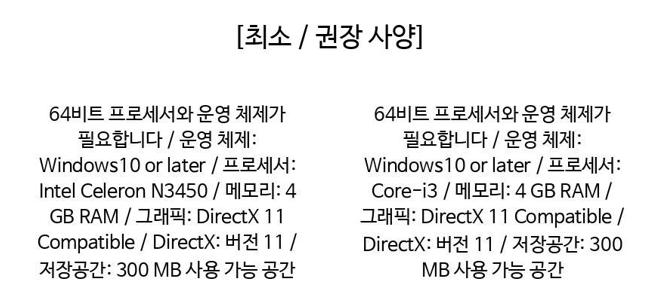 [최소 / 권장 사양]
64비트 프로세서와 운영 체제가
필요합니다 / 운영 체제:
Windows10 or later / 프로세서:
Intel Celeron N3450 / 메모리: 4
GB RAM / 그래픽: DirectX 11
Compatible / DirectX: 버전 11 /
저장공간: 300 MB 사용 가능 공간
64비트 프로세서와 운영 체제가
필요합니다 / 운영 체제:
Windows10 or later / 프로세서:
Core-i3 / 메모리: 4 GB RAM /
그래픽: DirectX 11 Compatible /
DirectX: 버전 11 / 저장공간: 300
MB 사용 가능 공간